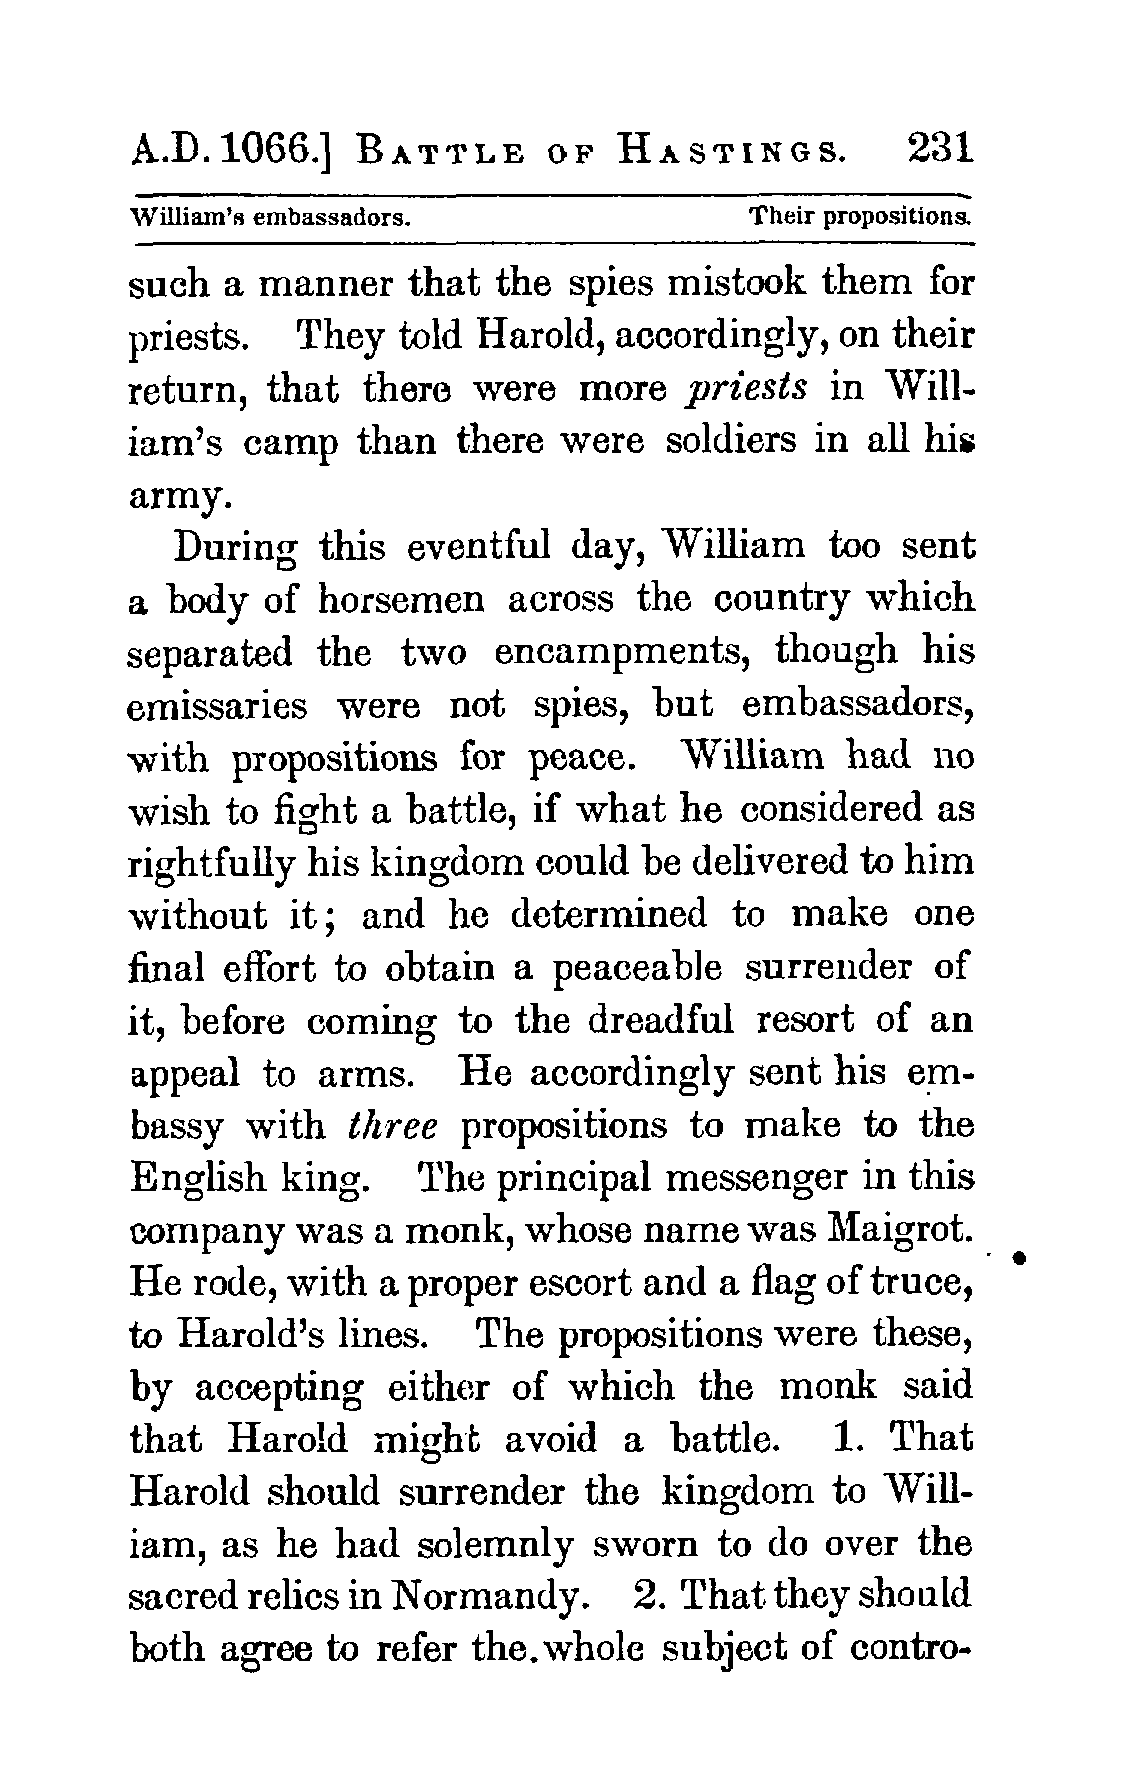 A.D. 1066.] BATTLE OF HASTINGS. 231
William's embassadors. Their propositions.
such a manner that the spies mistook them for
priests. They told Harold, accordingly, on their
return, that there were more priests in Will-
iam's camp than there were soldiers in all his
army.
During this eventful day, William too sent
a body of horsemen across the country which
separated the two encampments, though his
emissaries were not spies, but embassadors,
with propositions for peace. William had no
wish to fight a battle, if what he considered as
rightfully his kingdom could be delivered to him
without it; and he determined to make one
final effort to obtain a peaceable surrender of
it, before coming to the dreadful resort of an
appeal to arms. He accordingly sent his em-
bassy with three propositions to make to the
English king. The principal messenger in this
company was a monk, whose name was Maigrot.
He rode, with a proper escort and a flag of truce,
to Harold's lines. The propositions were these,
by accepting either of which the monk said
that Harold might avoid a battle. 1. That
Harold should surrender the kingdom to Will-
iam, as he had solemnly sworn to do over the
sacred relics in Normandy. 2. That they should
both agree to refer the whole subject of contro-